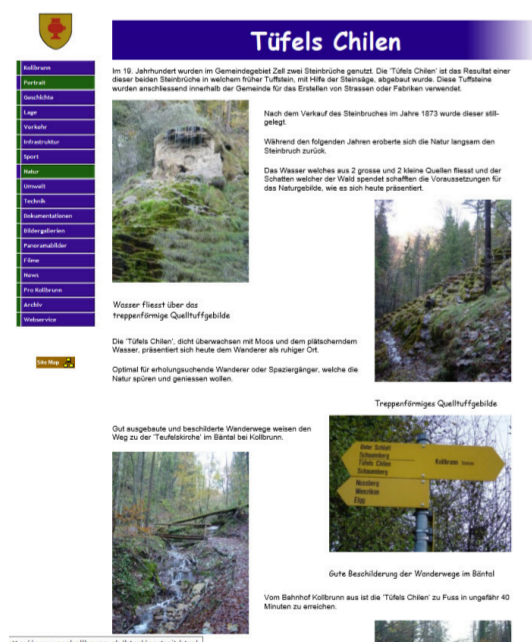 Tüfels Chilen
Kollbrunn
Portrait
Geschichte
Lage
Verkehr
Infrastruktur
Sport
Natur
Umwelt
Technik
Dokumentationen
Bildergallerien
Panoramabilder
Filme
News
Pro Kollbrunn
Archiv
Webservice
Site Map
Im 19. Jahrhundert wurden im Gemeindegebiet Zell zwei Steinbrüche genutzt. Die 'Tüfels Chilen' ist das Resultat einer
dieser beiden Steinbrüche in welchem früher Tuffstein, mit Hilfe der Steinsäge, abgebaut wurde. Diese Tuffsteine
wurden anschliessend innerhalb der Gemeinde für das Erstellen von Strassen oder Fabriken verwendet.
Nach dem Verkauf des Steinbruches im Jahre 1873 wurde dieser still-
gelegt.
Während den folgenden Jahren eroberte sich die Natur langsam den
Steinbruch zurück.
Das Wasser welches aus 2 grosse und 2 kleine Quellen fliesst und der
Schatten welcher der Wald spendet schafften die Voraussetzungen für
das Naturgebilde, wie es sich heute präsentiert.
Wasser fliesst über das
treppenförmige Quelltuffgebilde
Die 'Tüfels Chilen', dicht überwachsen mit Moos und dem plätscherndem
Wasser, präsentiert sich heute dem Wanderer als ruhiger Ort.
Optimal für erholungsuchende Wanderer oder Spaziergänger, welche die
Natur spüren und geniessen wollen.
Treppenförmiges Quelltuffgebilde
Gut ausgebaute und beschilderte Wanderwege weisen den
Weg zu der 'Teufelskirche' im Bäntal bei Kollbrunn.
Schauenberg
Tüfels Chilen
Schauenberg
Kollbrunn
Nussberg
Elgg
Gute Beschilderung der Wanderwege im Bäntal
Vom Bahnhof Kollbrunn aus ist die 'Tüfels Chilen' zu Fuss in ungefähr 40
Minuten zu erreichen.